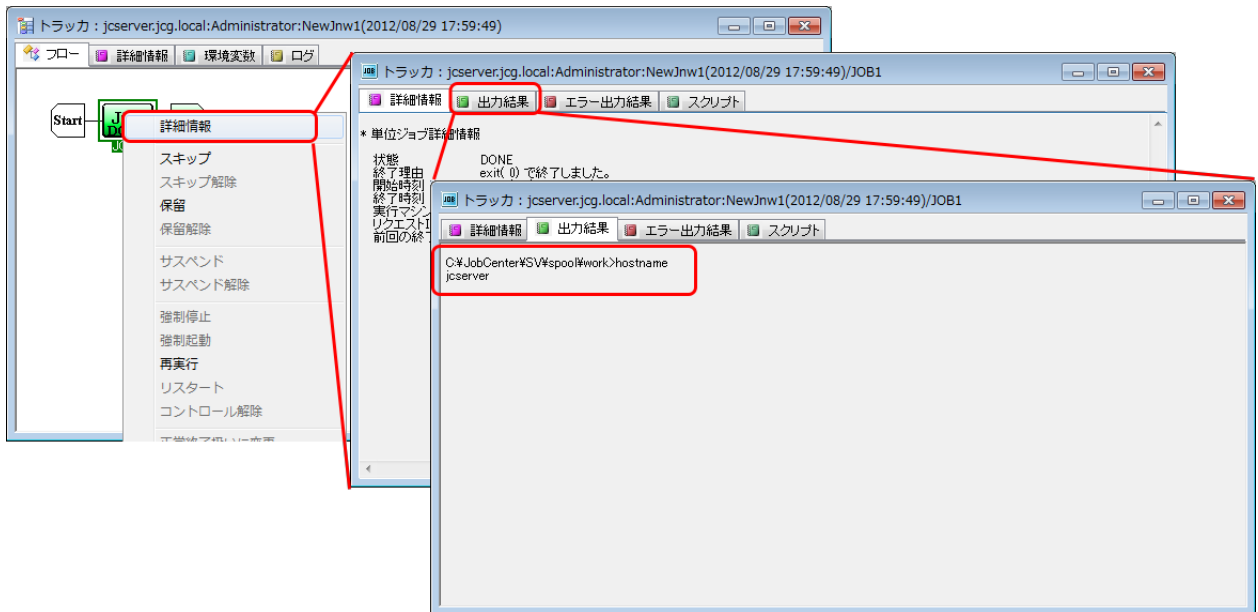 トラッカ : jcserver.jcg.local:Administrator:NewJnw1(2012/08/29 17:59:49)
フロー 詳細情報 環境変数 ログ
Start
詳細情報
スキップ
スキップ解除
保留
保留解除
サスペンド
サスペンド解除
強制停止
強制起動
再実行
リスタート
コントロール解除
正常終了扱いに変更
トラッカ : jcserver.jcg.local:Administrator:NewJnw1(2012/08/29 17:59:49)/JOB1
詳細情報 出力結果 エラー出力結果 スクリプト
* 単位ジョブ詳細情報
状態 DONE
終了理由 exit( 0) で終了しました。
開始時刻
終了時刻
実行マシン
リクエストI
前回の終
トラッカ : jcserver.jcg.local:Administrator:NewJnw1(2012/08/29 17:59:49)/JOB1
詳細情報 出力結果 エラー出力結果 スクリプト
C:¥JobCenter¥SV¥spool¥work>hostname
jcserver